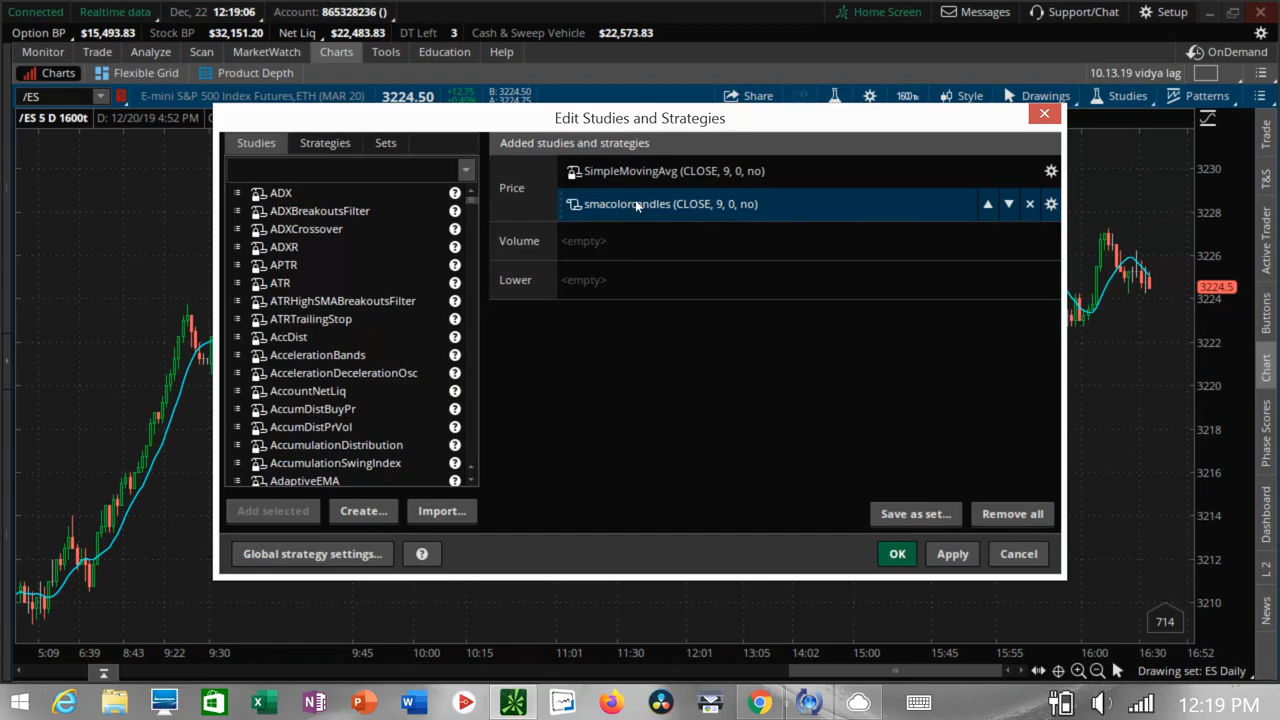 Connected Realtime data Dec, 22 12:19:06 Account: 865328236 () Home Screen Messages Support/Chat Setup
Option BP $15,493.83 Stock BP $32,151.20 Net Liq $22,483.83 DT Left 3 Cash & Sweep Vehicle $22,573.83
Monitor Trade Analyze Scan MarketWatch Charts Tools Education Help OnDemand
Charts Flexible Grid Product Depth 10.13.19 vidya lag
/ES E-mini S&P 500 Index Futures,ETH (MAR 20) +12.75 3224.50 B: 3224.50 A: 3224.75 Share 1600t Style Drawings Studies Patterns
/ES 5 D 1600t D: 12/20/19 4:52 PM
Edit Studies and Strategies
Studies Strategies Sets
Added studies and strategies
Price
SimpleMovingAvg (CLOSE, 9, 0, no)
smacolorcandles (CLOSE, 9, 0, no)
Volume <empty>
Lower <empty>
ADX
ADXBreakoutsFilter
ADXCrossover
ADXR
APTR
ATR
ATRHighSMABreakoutsFilter
ATRTrailingStop
AccDist
AccelerationBands
AccelerationDecelerationOsc
AccountNetLiq
AccumDistBuyPr
AccumDistPrVol
AccumulationDistribution
AccumulationSwingIndex
AdaptiveEMA
Add selected Create... Import...
Save as set... Remove all
Global strategy settings... ?
OK Apply Cancel
3230
3228
3226
3224.5
3224
3222
3220
3218
3216
3214
3212
3210
714
Trade
T&S
Active Trader
Buttons
Chart
Phase Scores
Dashboard
L 2
News
5:09 6:39 8:43 9:22 9:30 9:45 10:00 10:15 11:01 11:30 12:01 13:05 14:02 15:00 15:55 16:00 16:30 16:52
Drawing set: ES Daily
12:19 PM